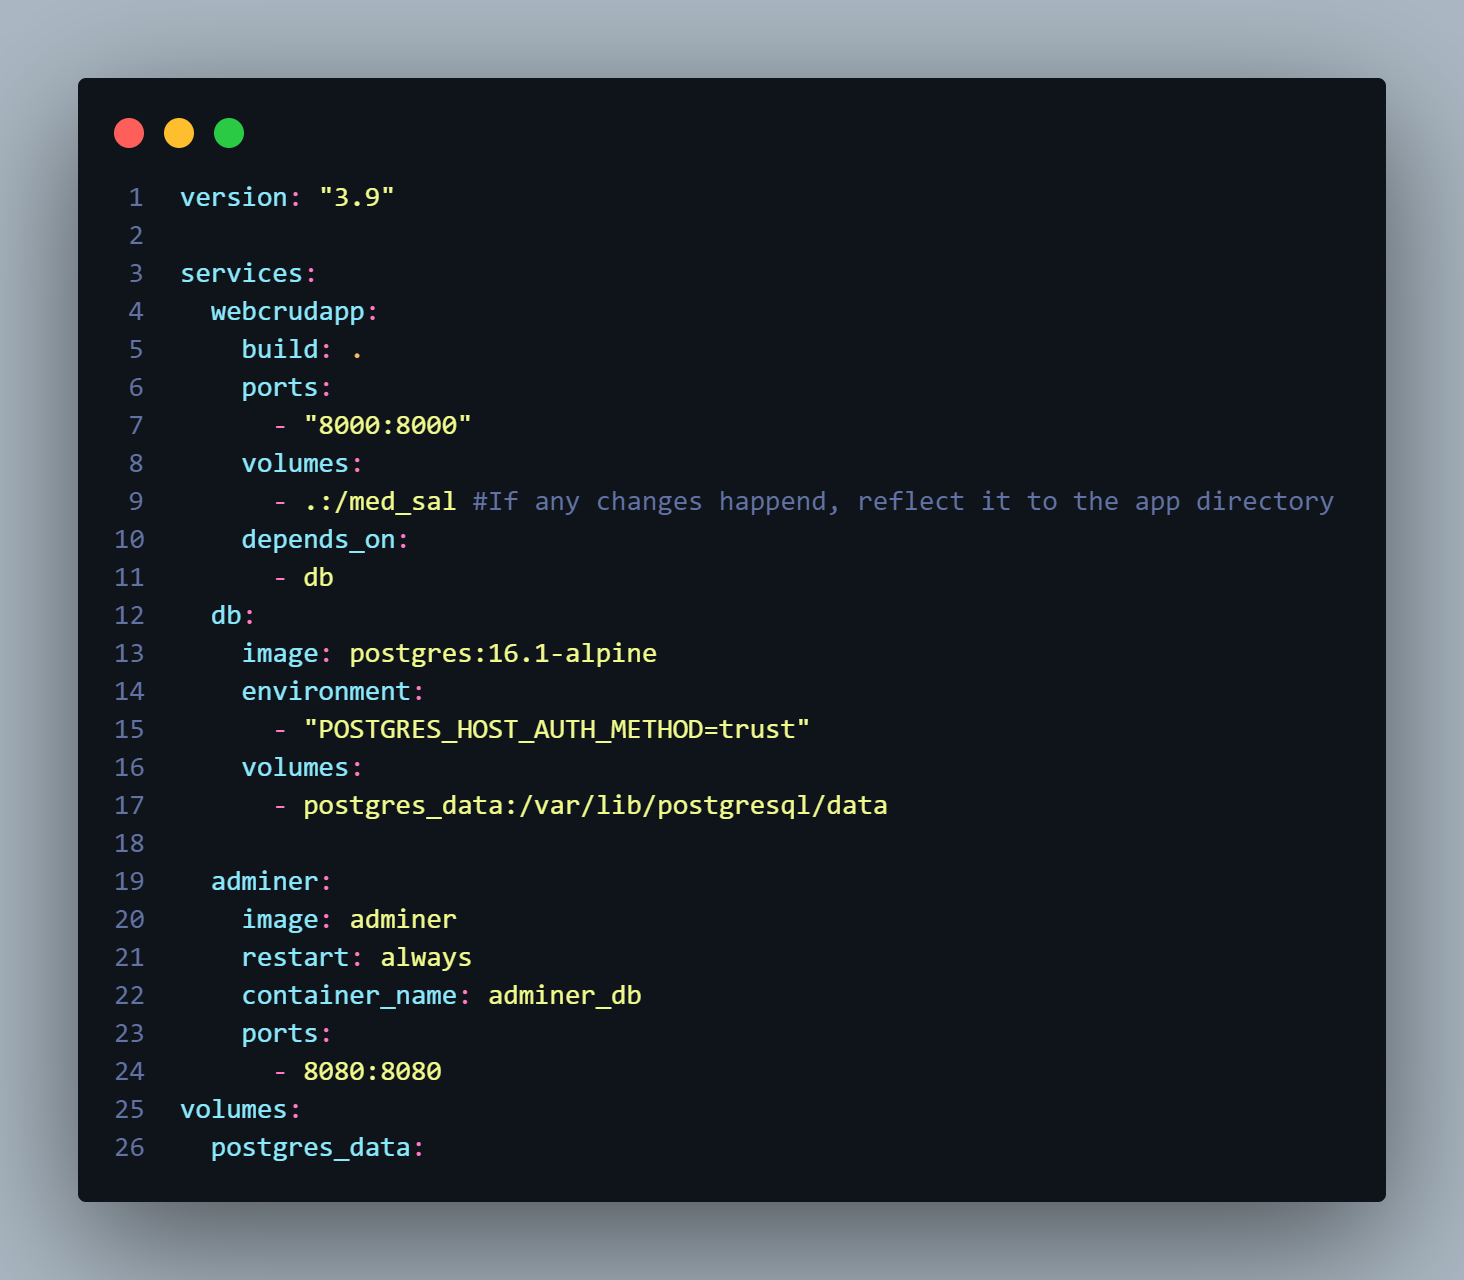 1 version: "3.9"
2
3 services:
4   webcrudapp:
5     build: .
6     ports:
7       - "8000:8000"
8     volumes:
9       - .:/med_sal #If any changes happend, reflect it to the app directory
10     depends_on:
11       - db
12   db:
13     image: postgres:16.1-alpine
14     environment:
15       - "POSTGRES_HOST_AUTH_METHOD=trust"
16     volumes:
17       - postgres_data:/var/lib/postgresql/data
18
19   adminer:
20     image: adminer
21     restart: always
22     container_name: adminer_db
23     ports:
24       - 8080:8080
25 volumes:
26   postgres_data: